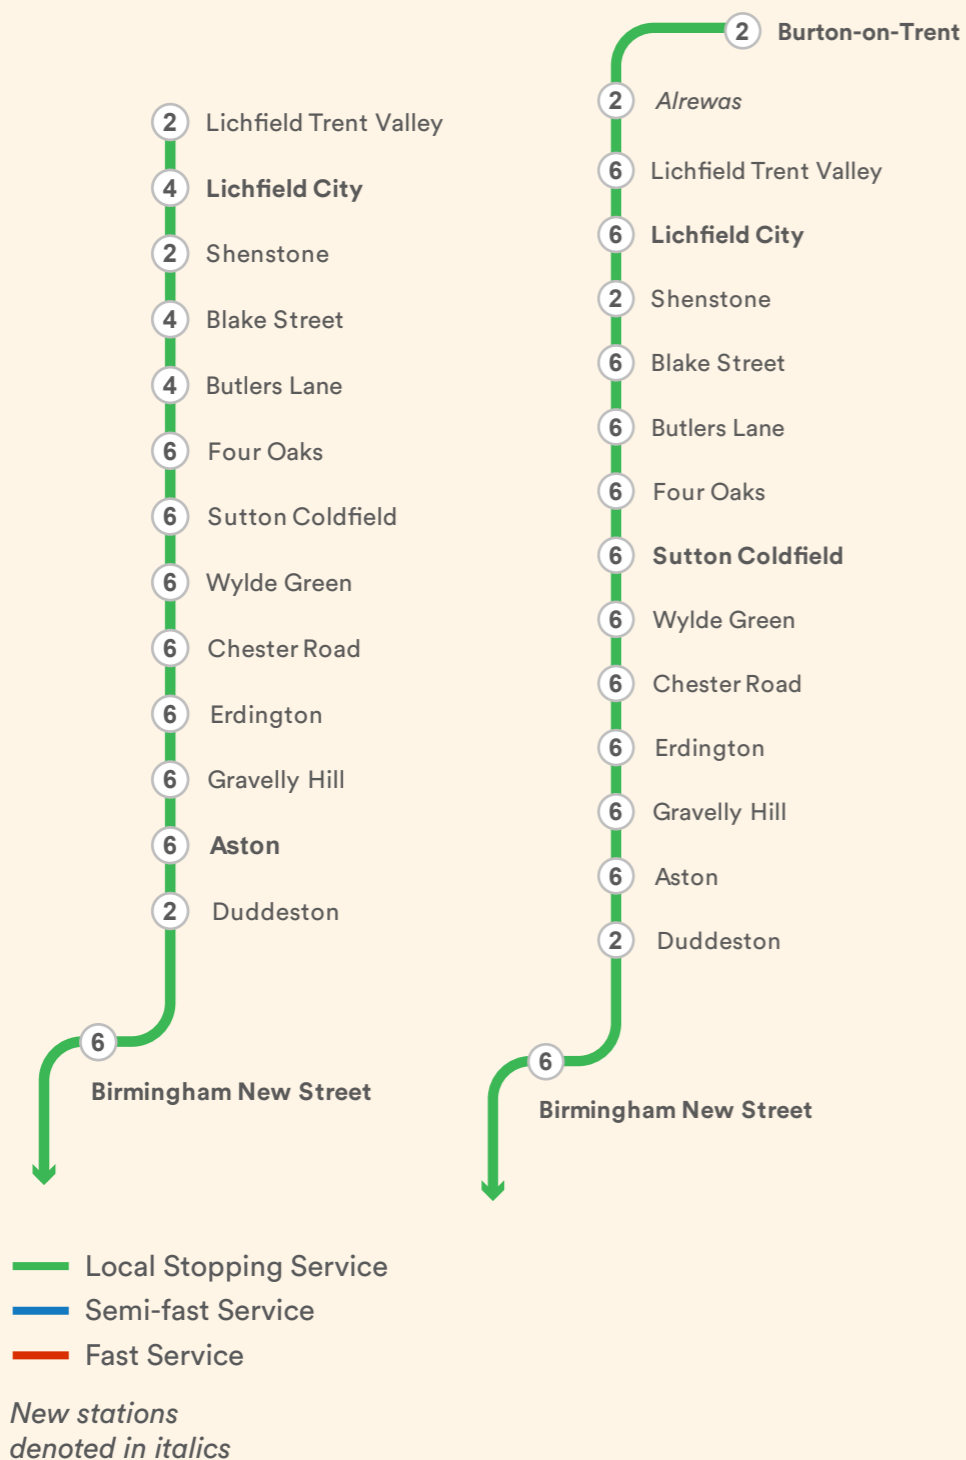 2 Lichfield Trent Valley
4 Lichfield City
2 Shenstone
4 Blake Street
4 Butlers Lane
6 Four Oaks
6 Sutton Coldfield
6 Wylde Green
6 Chester Road
6 Erdington
6 Gravelly Hill
6 Aston
2 Duddeston
6
Birmingham New Street
2 Burton-on-Trent
2 Alrewas
6 Lichfield Trent Valley
6 Lichfield City
2 Shenstone
6 Blake Street
6 Butlers Lane
6 Four Oaks
6 Sutton Coldfield
6 Wylde Green
6 Chester Road
6 Erdington
6 Gravelly Hill
6 Aston
2 Duddeston
6
Birmingham New Street
Local Stopping Service
Semi-fast Service
Fast Service
New stations
denoted in italics